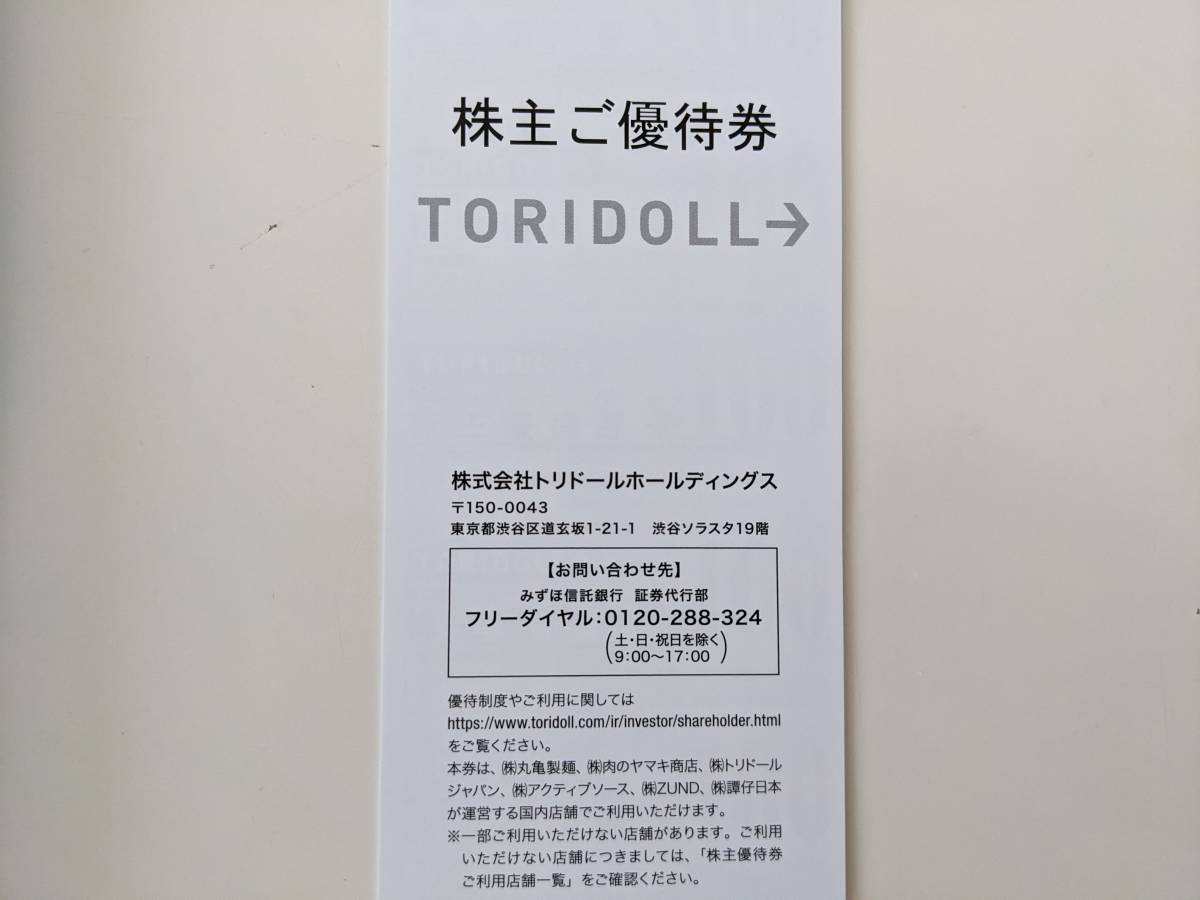 株主ご優待券
TORIDOLL→
株式会社トリドールホールディングス
〒150-0043
東京都渋谷区道玄坂1-21-1 渋谷ソラスタ19階
【お問い合わせ先】
みずほ信託銀行 証券代行部
フリーダイヤル：0120-288-324
(土・日・祝日を除く
9：00〜17：00)
優待制度やご利用に関しては
https://www.toridoll.com/ir/investor/shareholder.html
をご覧ください。
本券は、㈱丸亀製麺、㈱肉のヤマキ商店、㈱トリドール
ジャパン、㈱アクティブソース、㈱ZUND、㈱譚仔日本
が運営する国内店舗でご利用いただけます。
※一部ご利用いただけない店舗があります。ご利用
いただけない店舗につきましては、「株主優待券
ご利用店舗一覧」をご確認ください。